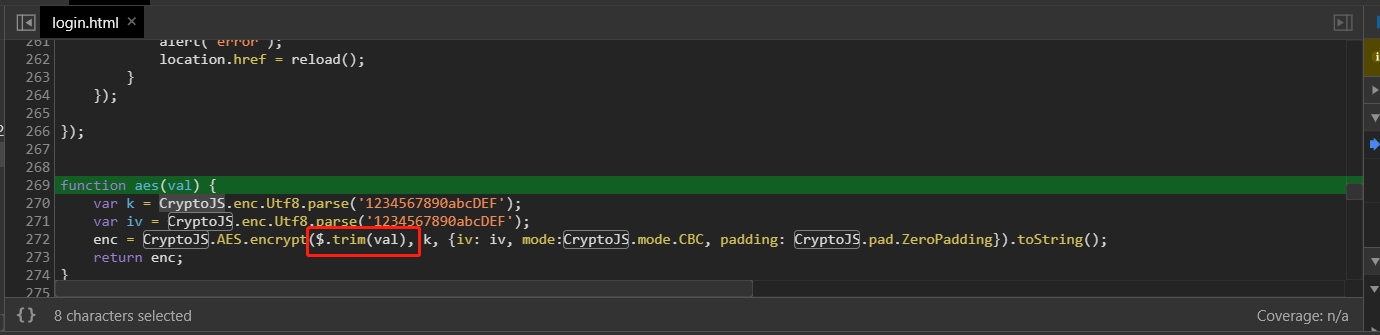 login.html ×
261 alert('error');
262 location.href = reload();
263 }
264 });
265
266 });
267
268
269 function aes(val) {
270 var k = CryptoJS.enc.Utf8.parse('1234567890abcDEF');
271 var iv = CryptoJS.enc.Utf8.parse('1234567890abcDEF');
272 enc = CryptoJS.AES.encrypt($.trim(val), k, {iv: iv, mode:CryptoJS.mode.CBC, padding: CryptoJS.pad.ZeroPadding}).toString();
273 return enc;
274 }
275
{} 8 characters selected Coverage: n/a